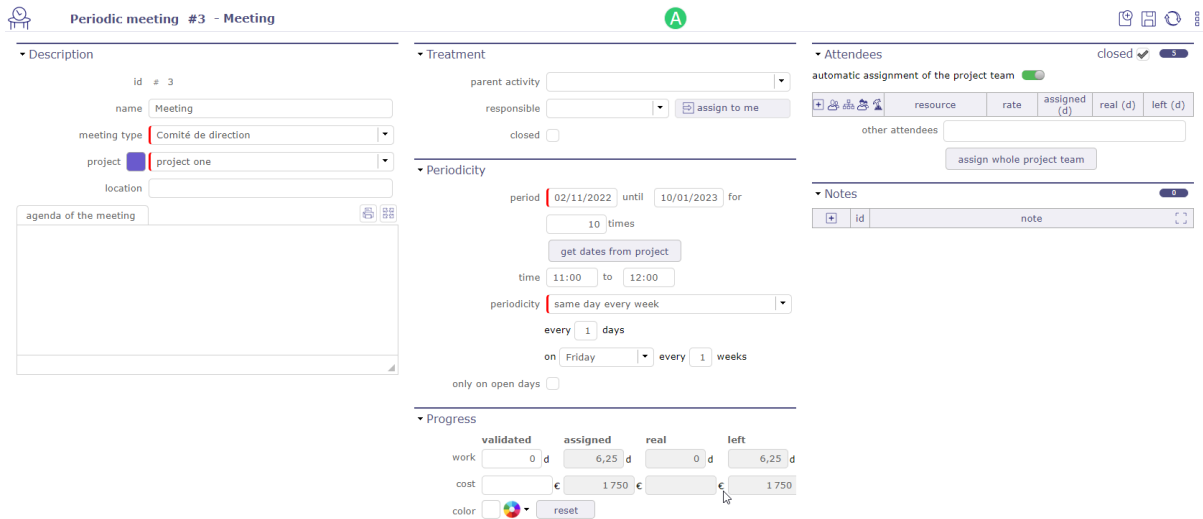 Periodic meeting #3 - Meeting
A
Description
id # 3
name Meeting
meeting type Comité de direction
project project one
location
agenda of the meeting
Treatment
parent activity
responsible assign to me
closed
Periodicity
period 02/11/2022 until 10/01/2023 for
10 times
get dates from project
time 11:00 to 12:00
periodicity same day every week
every 1 days
on Friday every 1 weeks
only on open days
Progress
validated assigned real left
work 0 d 6,25 d 0 d 6,25 d
cost € 1 750 € € 1 750
color reset
Attendees closed 5
automatic assignment of the project team
resource rate assigned (d) real (d) left (d)
other attendees
assign whole project team
Notes 0
id note